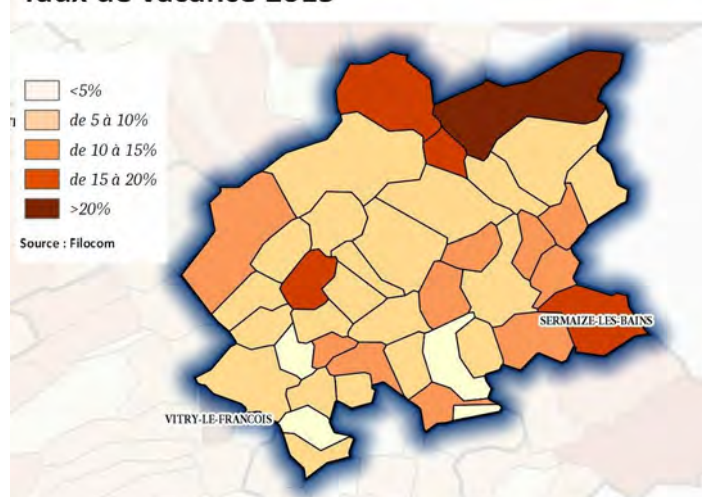 <5%
de 5 à 10%
de 10 à 15%
de 15 à 20%
>20%
Source : Filocom
SERMAIZE-LES-BAINS
VITRY-LE-FRANCOIS